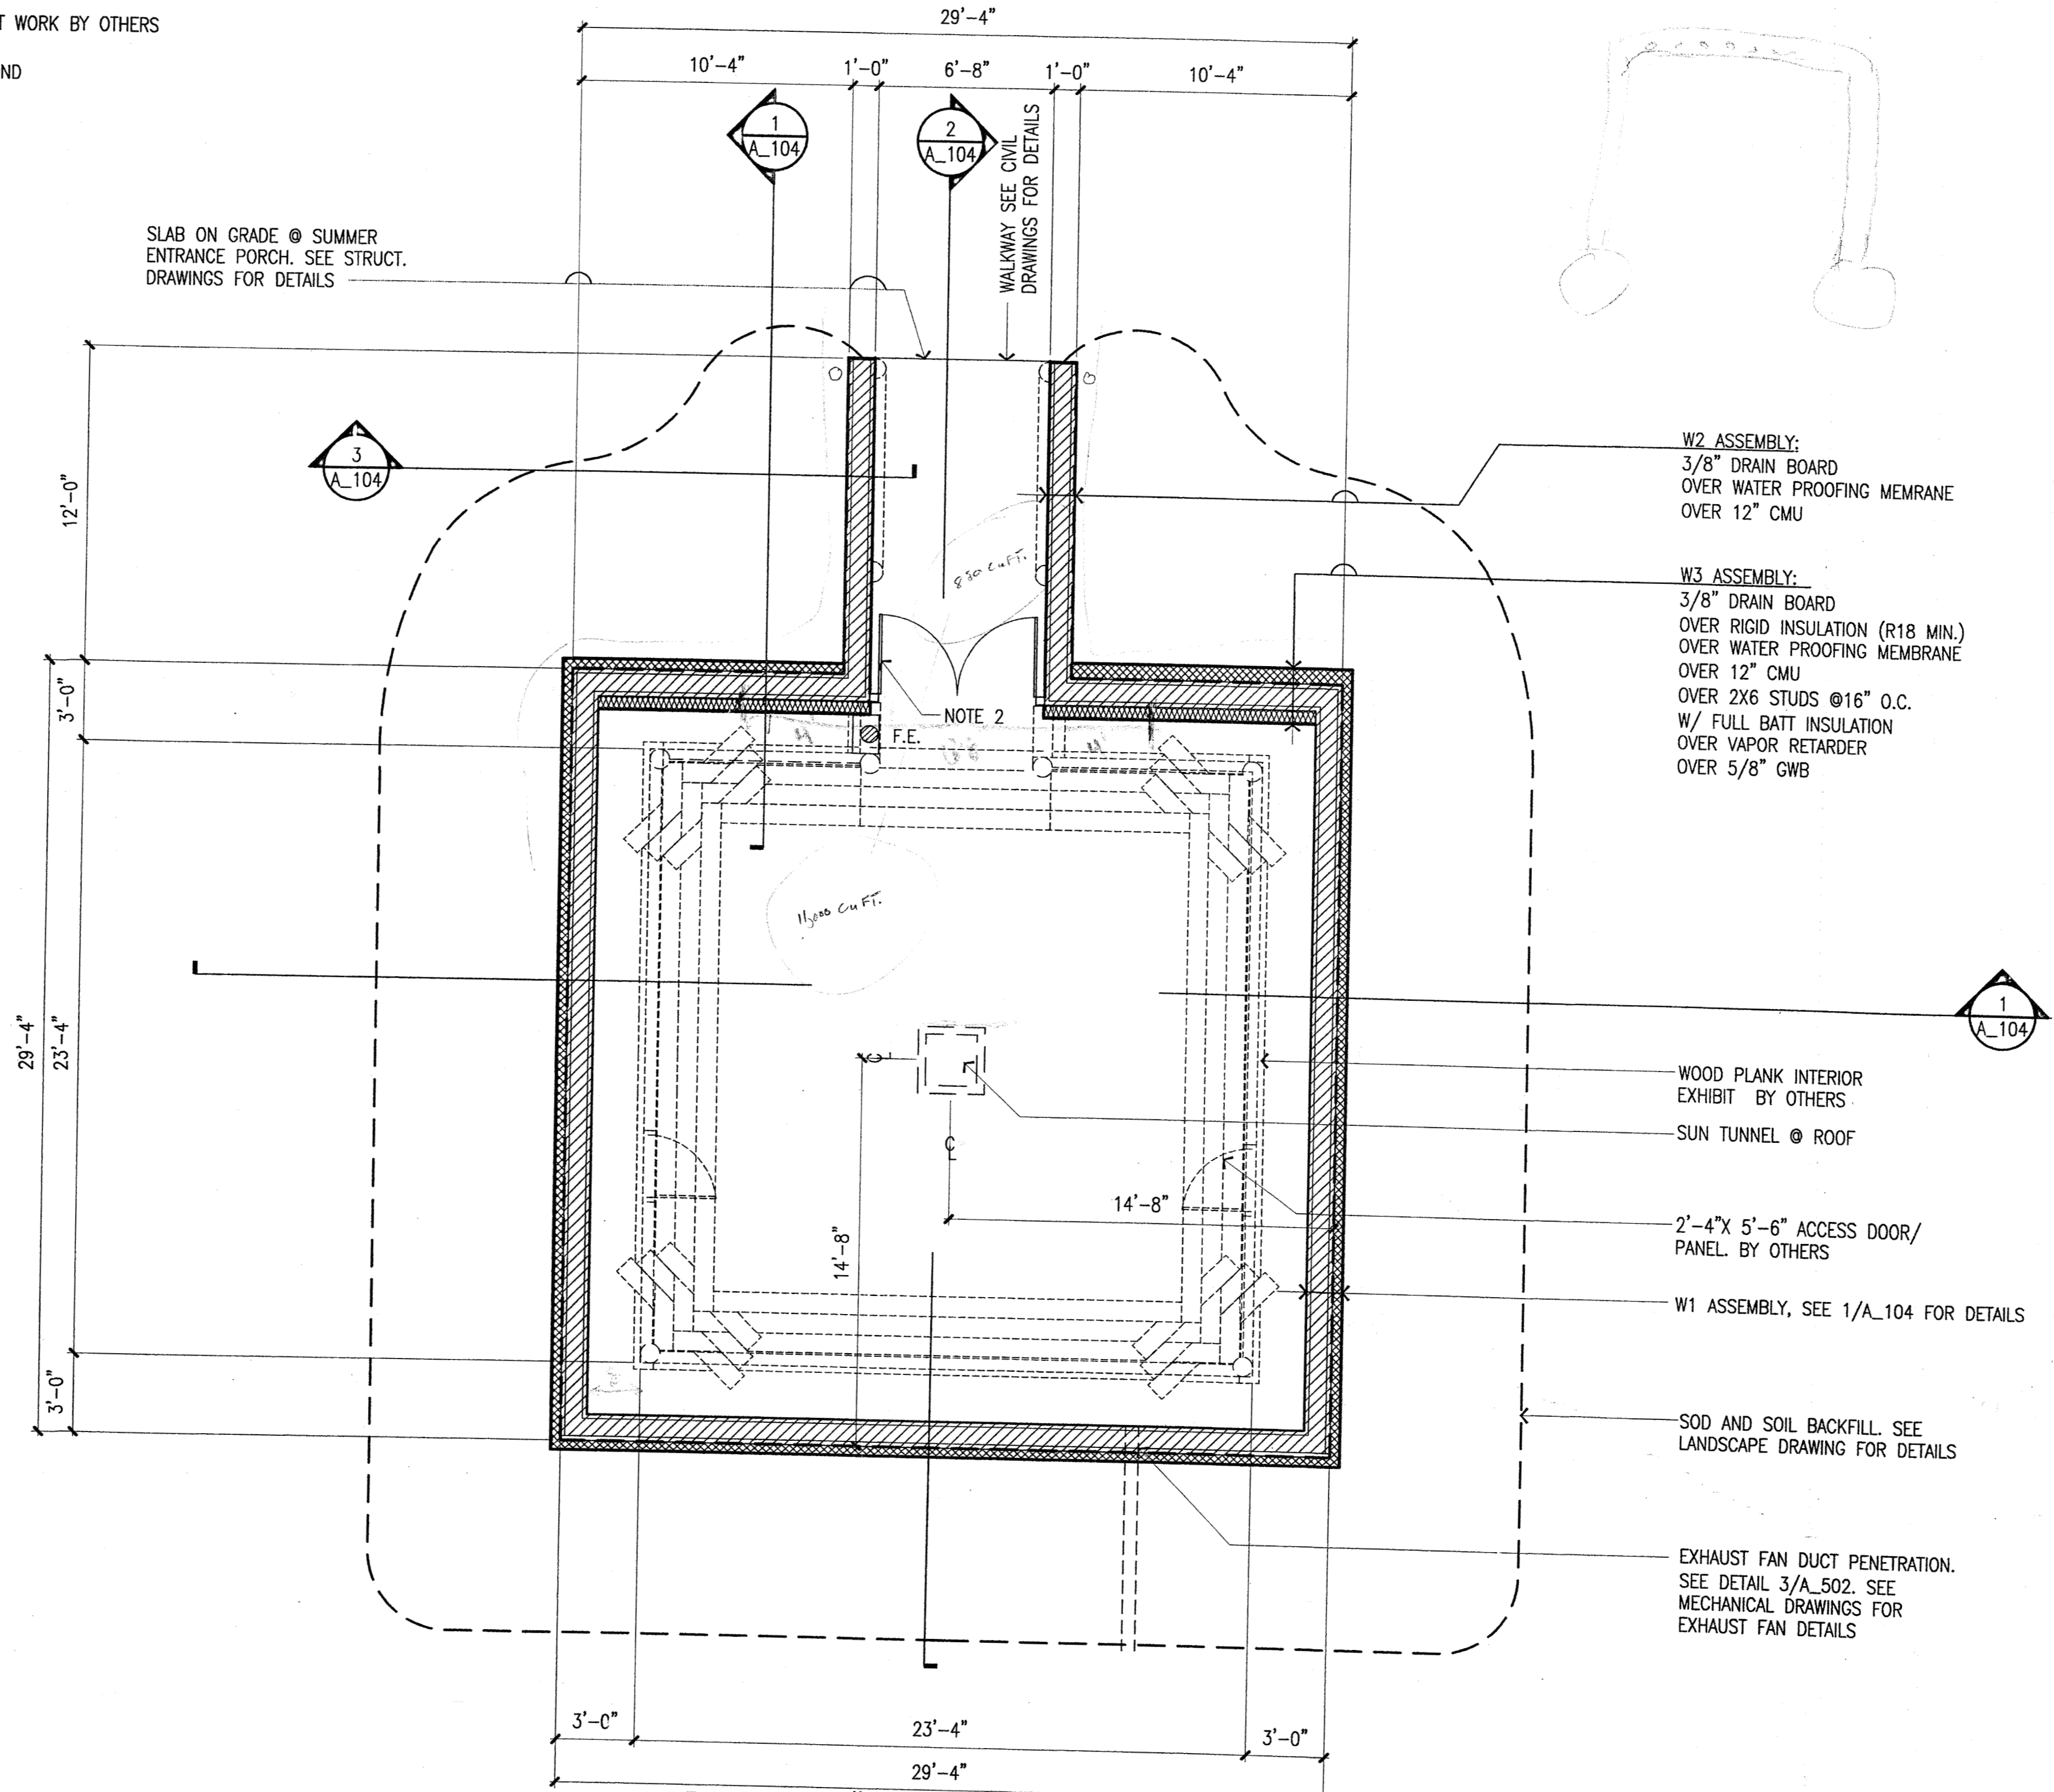 T WORK BY OTHERS
ND
29'-4"
10'-4" 1'-0" 6'-8" 1'-0" 10'-4"
1
A_104
2
A_104
WALKWAY SEE CIVIL
DRAWINGS FOR DETAILS
SLAB ON GRADE @ SUMMER
ENTRANCE PORCH. SEE STRUCT.
DRAWINGS FOR DETAILS
3
A_104
12'-0"
W2 ASSEMBLY:
3/8" DRAIN BOARD
OVER WATER PROOFING MEMRANE
OVER 12" CMU
W3 ASSEMBLY:
3/8" DRAIN BOARD
OVER RIGID INSULATION (R18 MIN.)
OVER WATER PROOFING MEMBRANE
OVER 12" CMU
OVER 2X6 STUDS @16" O.C.
W/ FULL BATT INSULATION
OVER VAPOR RETARDER
OVER 5/8" GWB
cu FT.
3'-0"
NOTE 2
F.E.
4' 4'
11,000 cu FT.
29'-4"
23'-4"
1
A_104
WOOD PLANK INTERIOR
EXHIBIT BY OTHERS
SUN TUNNEL @ ROOF
CL
CL
14'-8"
14'-8"
2'-4"X 5'-6" ACCESS DOOR/
PANEL. BY OTHERS
W1 ASSEMBLY, SEE 1/A_104 FOR DETAILS
3'-0"
SOD AND SOIL BACKFILL. SEE
LANDSCAPE DRAWING FOR DETAILS
EXHAUST FAN DUCT PENETRATION.
SEE DETAIL 3/A_502. SEE
MECHANICAL DRAWINGS FOR
EXHAUST FAN DETAILS
3'-0" 23'-4" 3'-0"
29'-4"